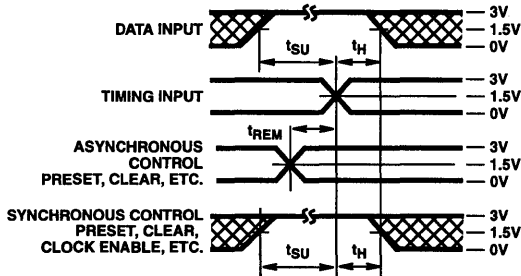 DATA INPUT
3V
1.5V
0V
tSU
tH
TIMING INPUT
3V
1.5V
0V
tREM
ASYNCHRONOUS
CONTROL
PRESET, CLEAR, ETC.
3V
1.5V
0V
SYNCHRONOUS CONTROL
PRESET, CLEAR,
CLOCK ENABLE, ETC.
3V
1.5V
0V
tSU
tH